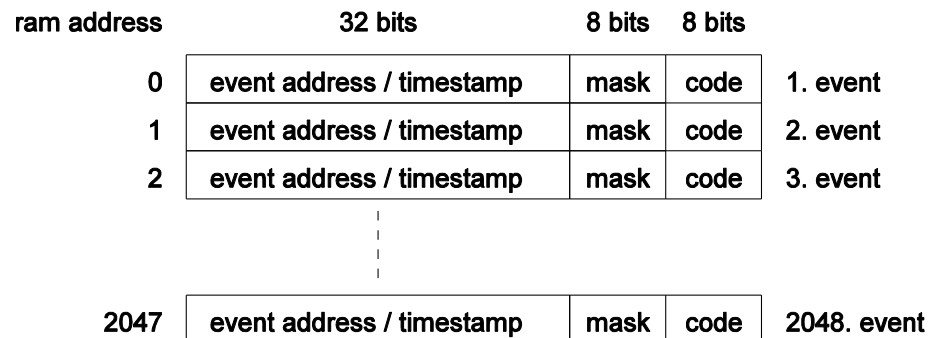 ram address 32 bits 8 bits 8 bits
0 event address / timestamp mask code 1. event
1 event address / timestamp mask code 2. event
2 event address / timestamp mask code 3. event
2047 event address / timestamp mask code 2048. event